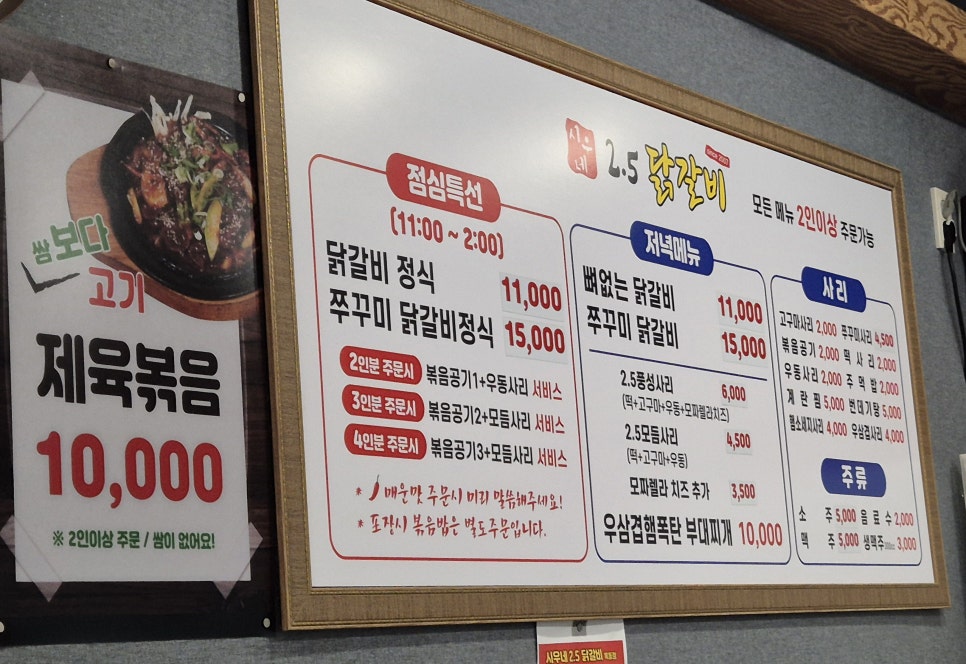 쌈보다
고기
제육볶음
10,000
※ 2인이상 주문 / 쌈이 없어요!
시우네 2.5 닭갈비 since 2007
모든 메뉴 2인이상 주문가능
점심특선
(11:00 ~ 2:00)
닭갈비 정식 11,000
쭈꾸미 닭갈비정식 15,000
2인분 주문시 볶음공기1+우동사리 서비스
3인분 주문시 볶음공기2+모듬사리 서비스
4인분 주문시 볶음공기3+모듬사리 서비스
* 매운맛 주문시 미리 말씀해주세요!
* 포장시 볶음밥은 별도주문입니다.
저녁메뉴
뼈없는 닭갈비 11,000
쭈꾸미 닭갈비 15,000
2.5풍성사리 6,000
(떡+고구마+우동+모짜렐라치즈)
2.5모듬사리 4,500
(떡+고구마+우동)
모짜렐라 치즈 추가 3,500
우삼겹햄폭탄 부대찌개 10,000
사리
고구마사리 2,000 쭈꾸미사리 4,500
볶음공기 2,000 떡사리 2,000
우동사리 2,000 주먹밥 2,000
계란찜 5,000 번데기탕 5,000
햄소세지사리 4,000 우삼겹사리 4,000
주류
소주 5,000 음료수 2,000
맥주 5,000 생맥주 3,000
시우네 2.5 닭갈비